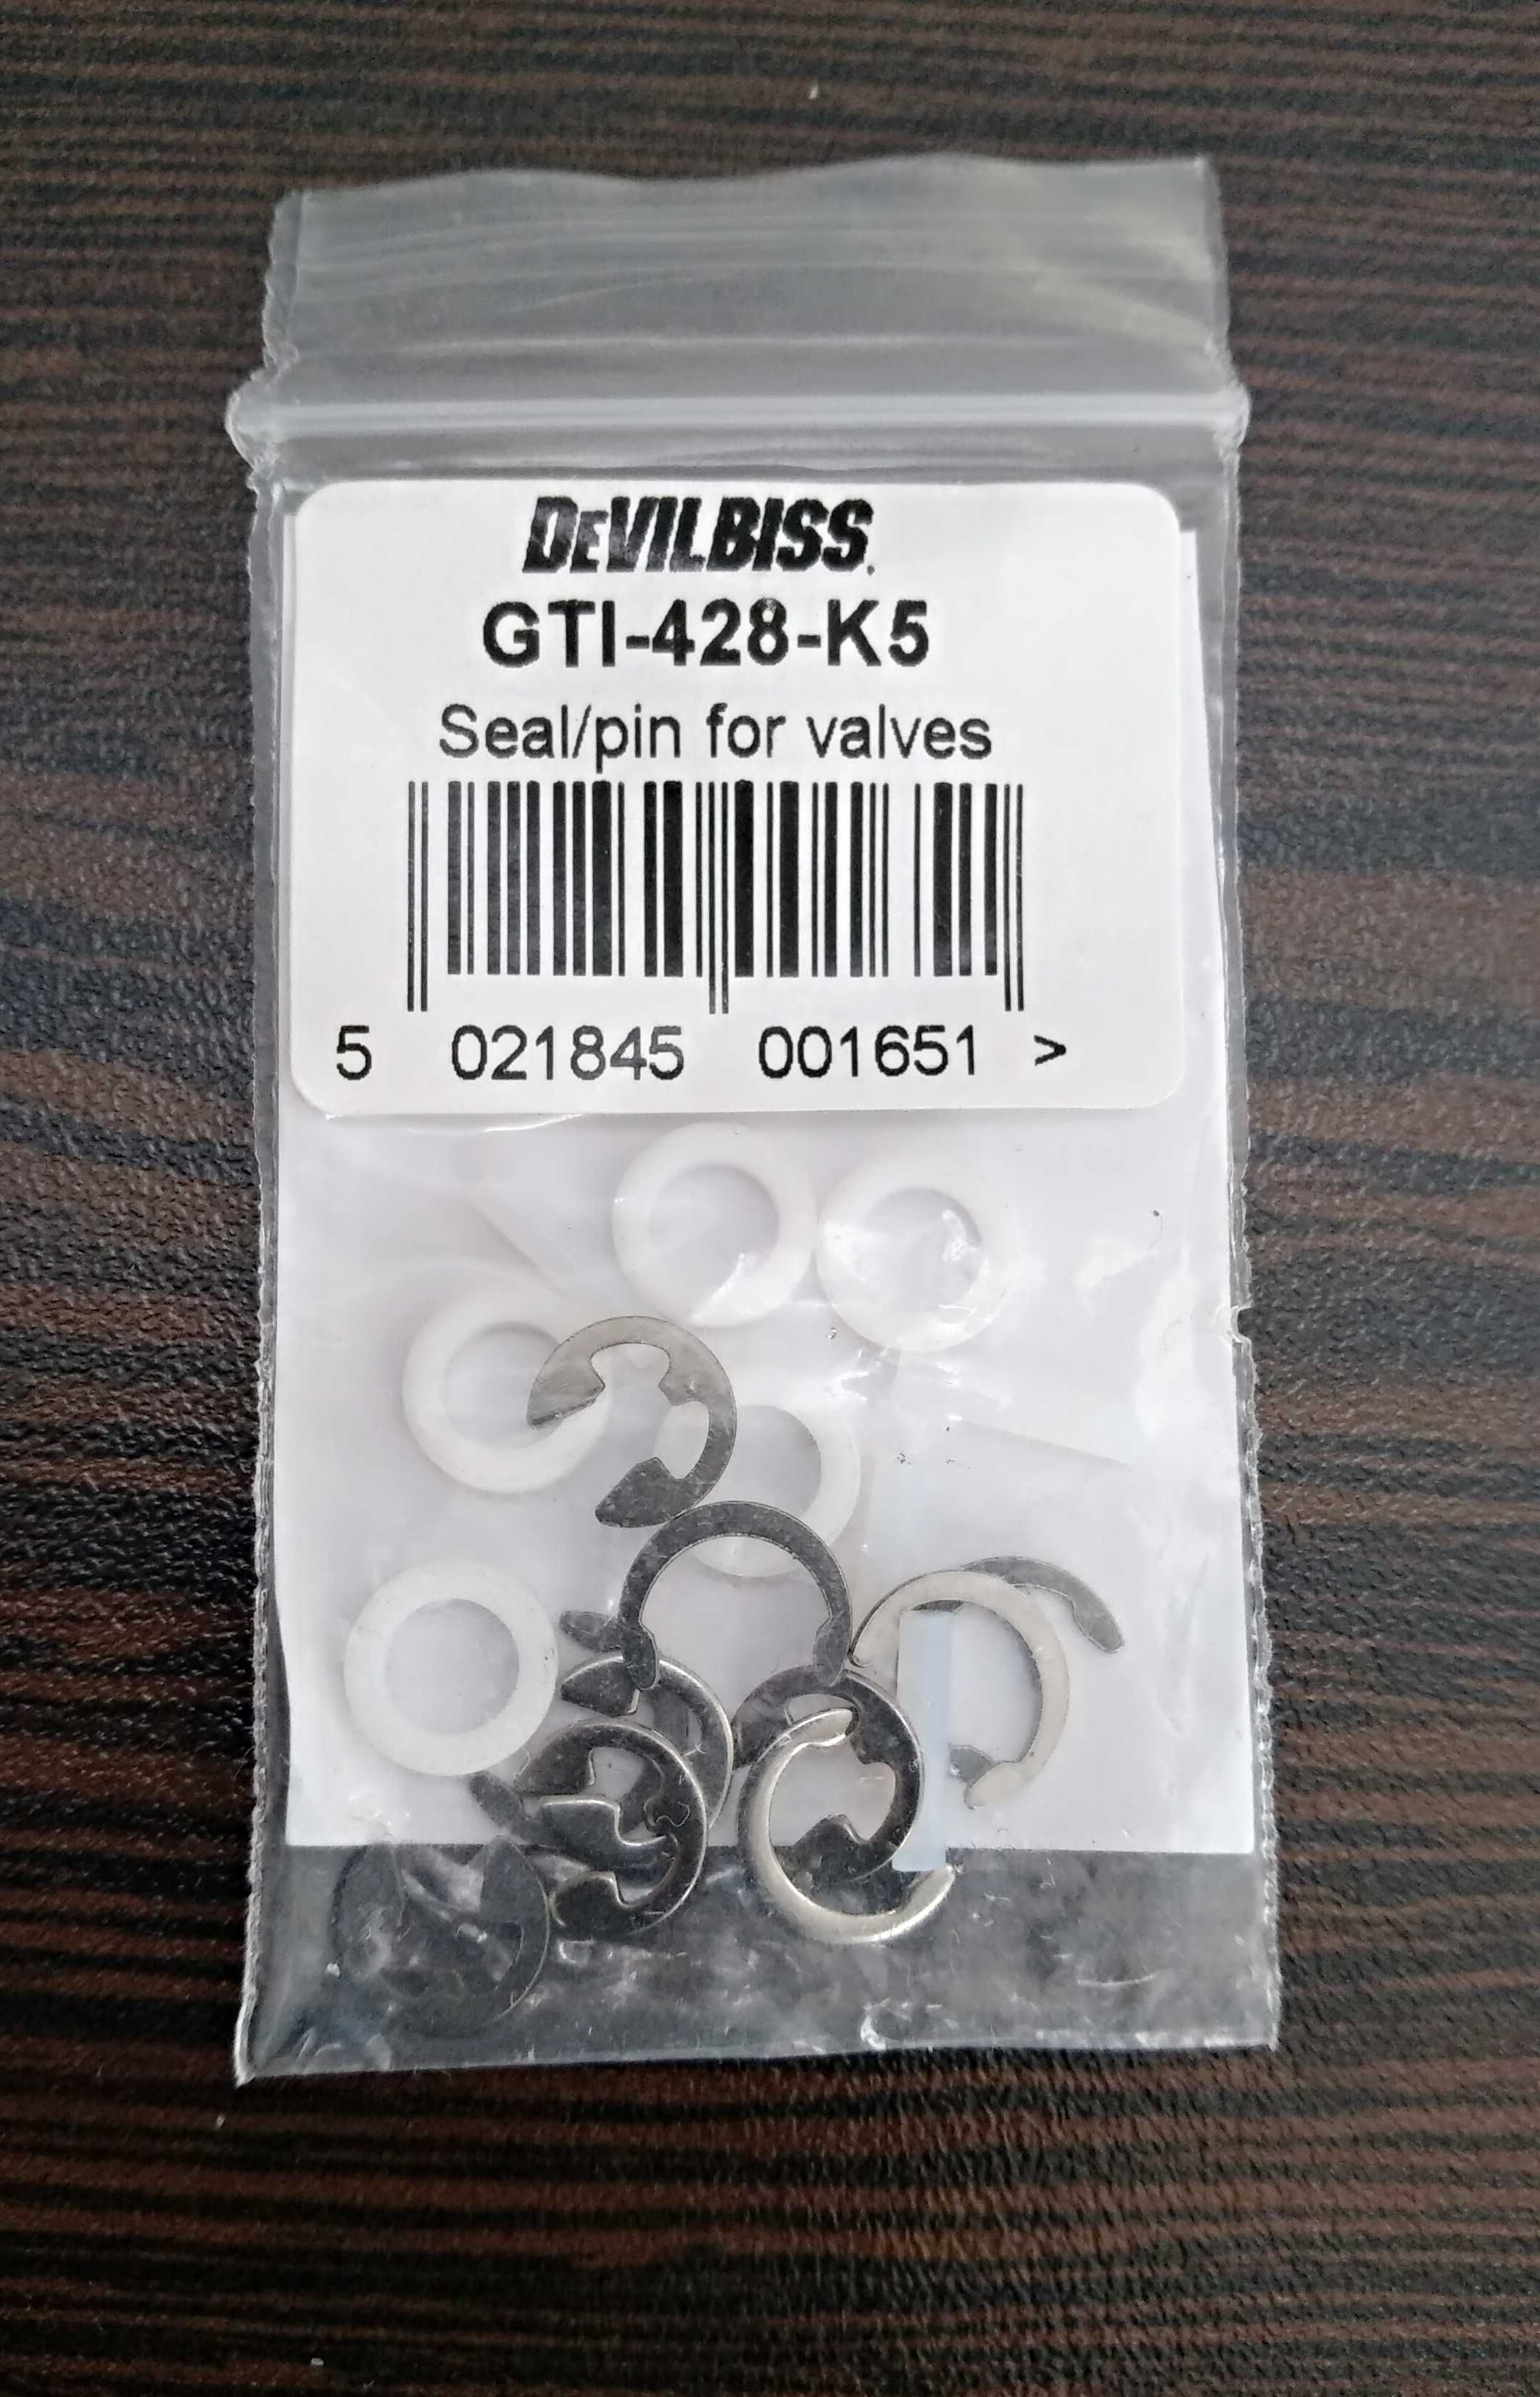 DEVILBISS.
GTI-428-K5
Seal/pin for valves
5 021845 001651 >